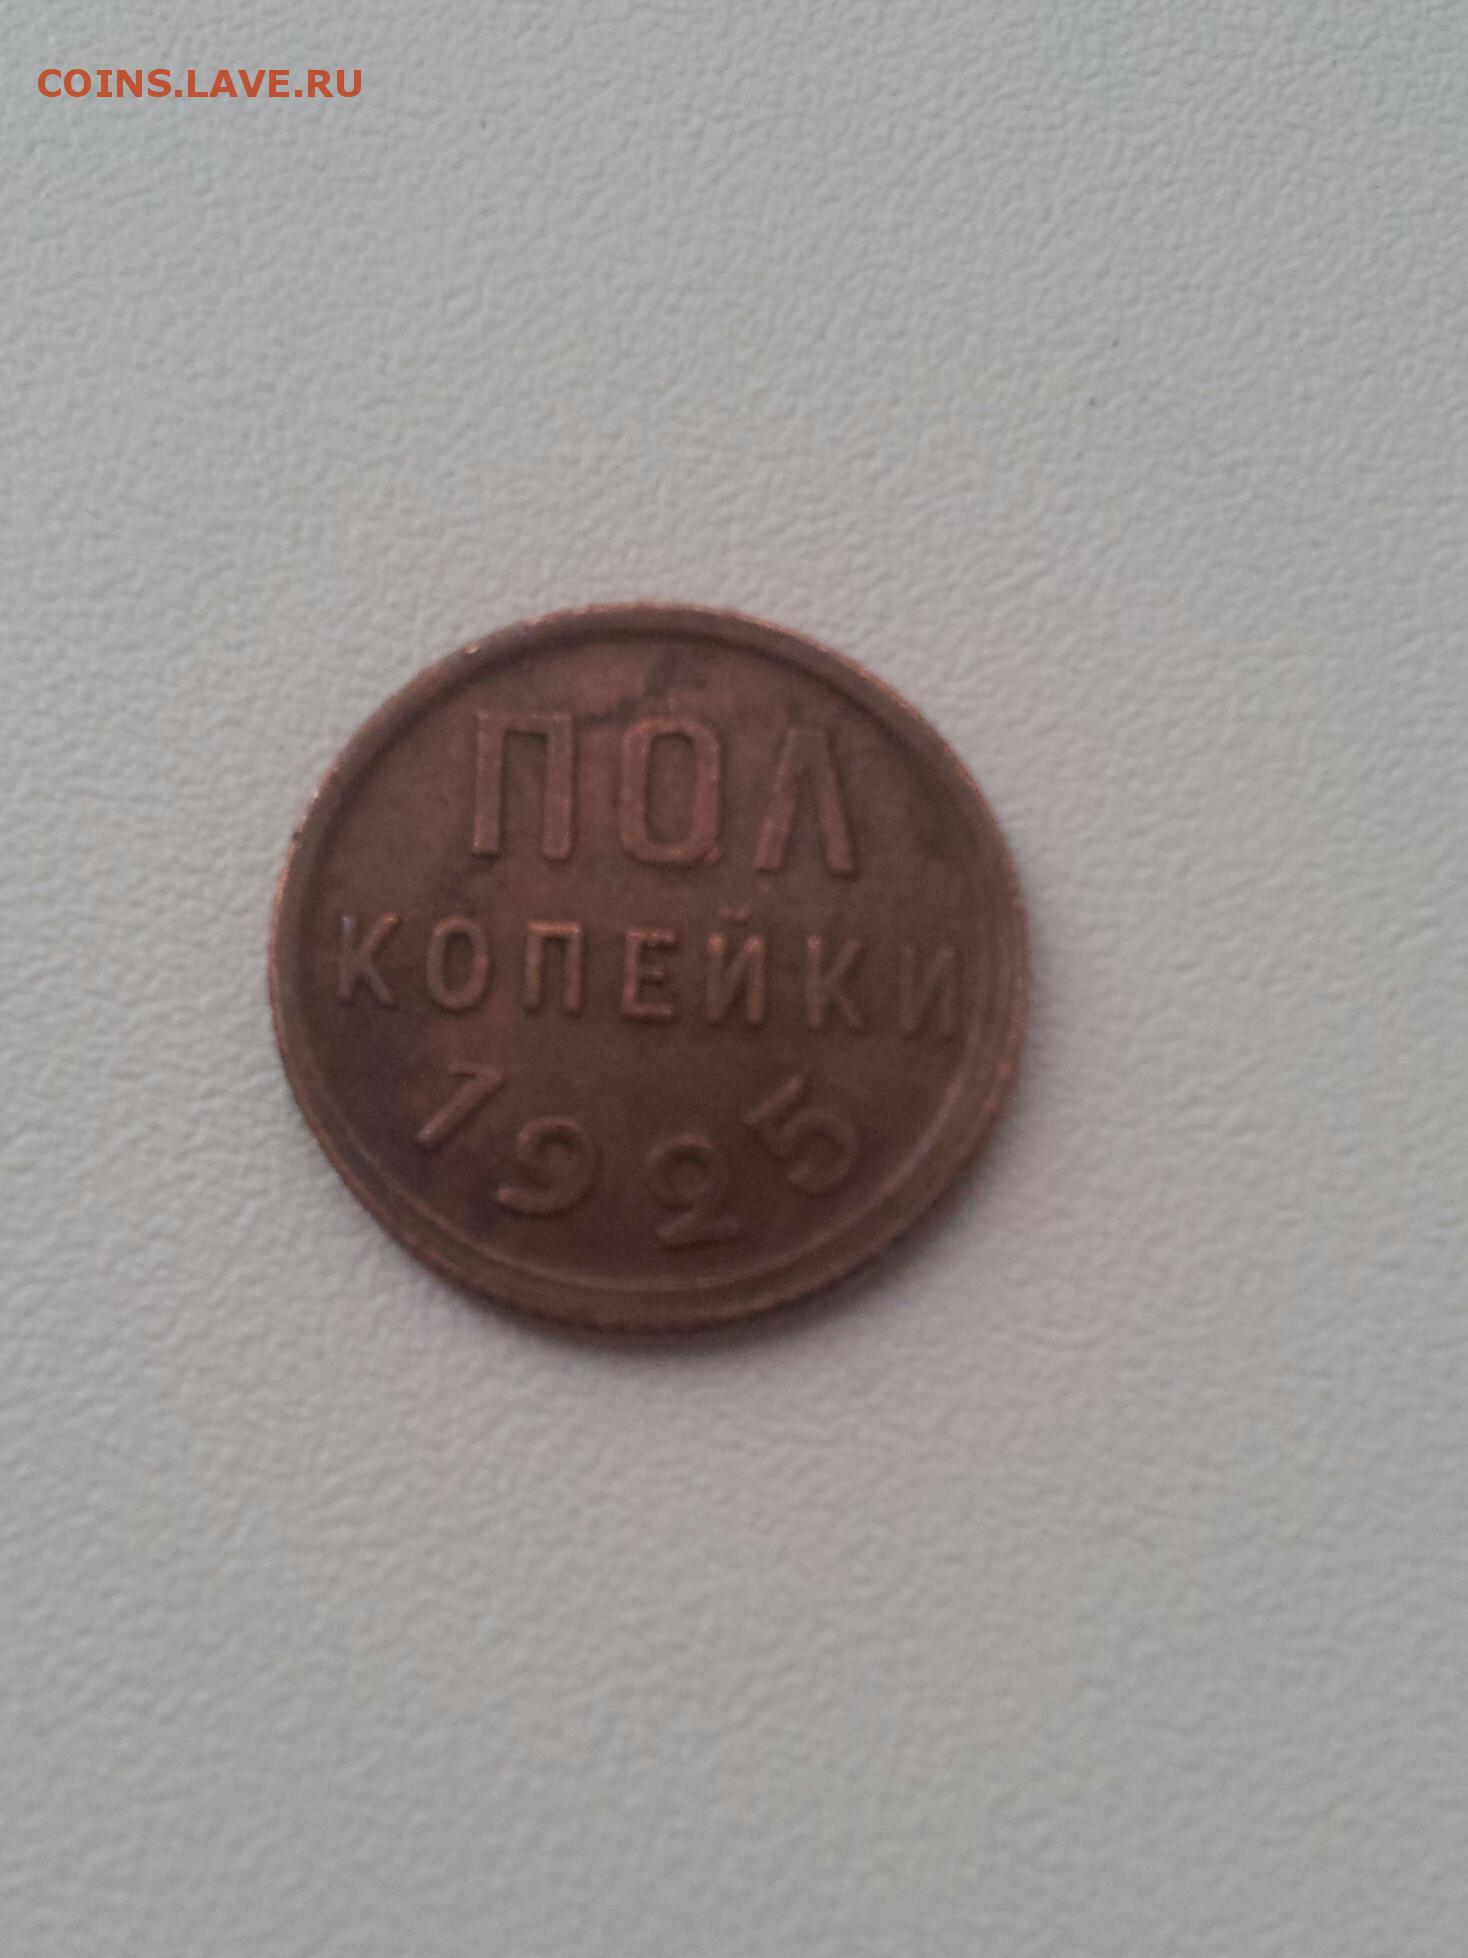 COINS.LAVE.RU
ПОЛ
КОПЕЙКИ
1925